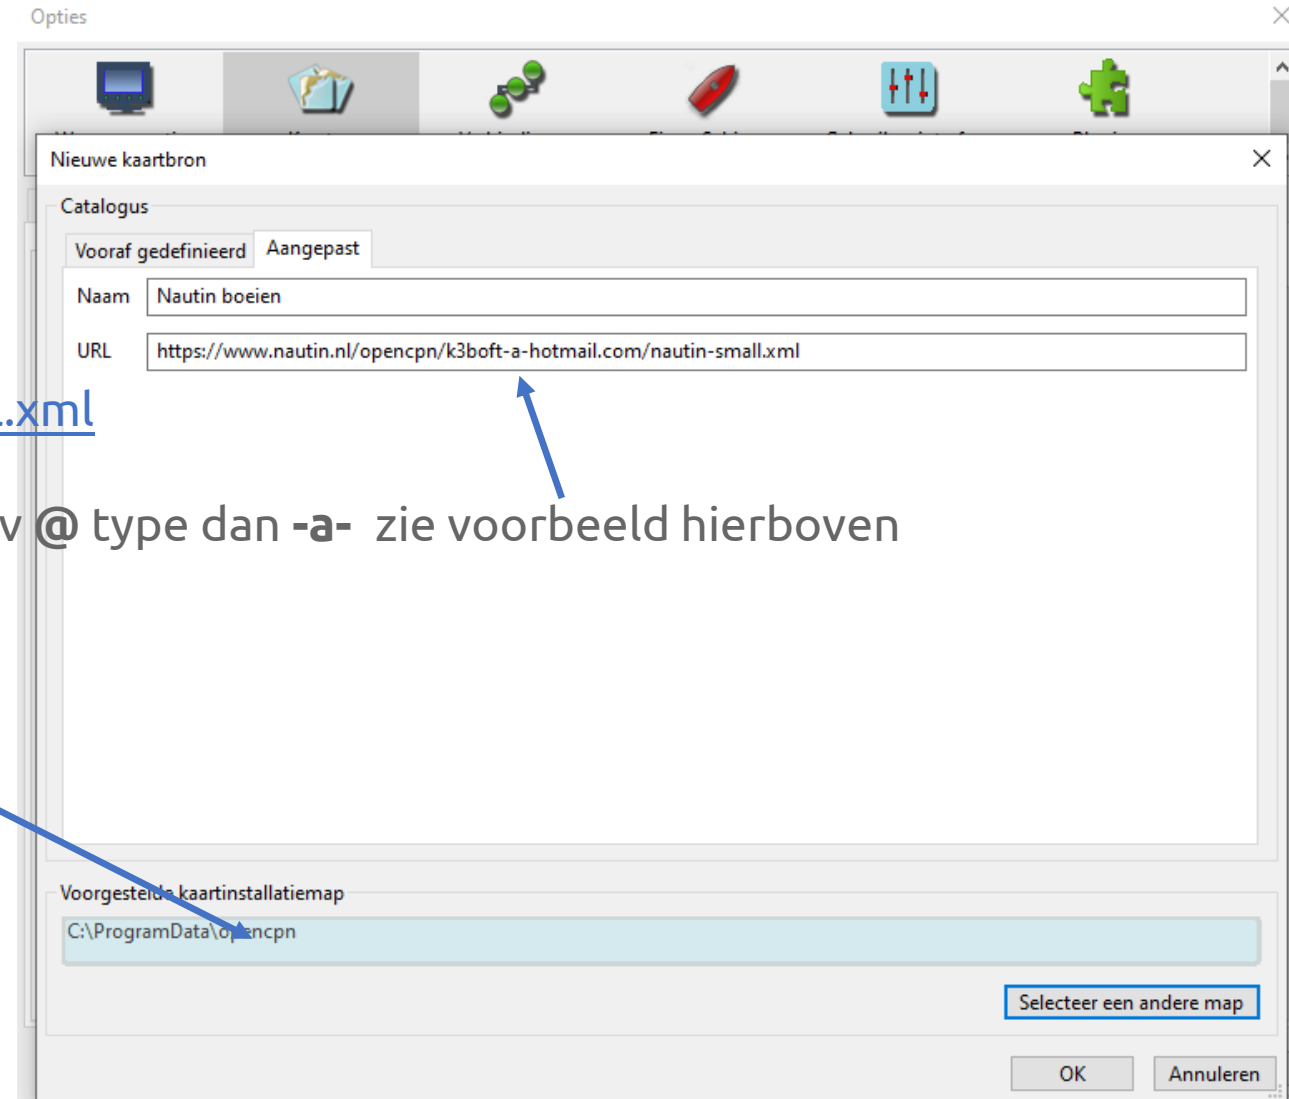 Opties
Nieuwe kaartbron
Catalogus
Vooraf gedefinieerd Aangepast
Naam Nautin boeien
URL https://www.nautin.nl/opencpn/k3boft-a-hotmail.com/nautin-small.xml
.xml
v @ type dan -a- zie voorbeeld hierboven
Voorgestelde kaartinstallatiemap
C:\ProgramData\opencpn
Selecteer een andere map
OK Annuleren